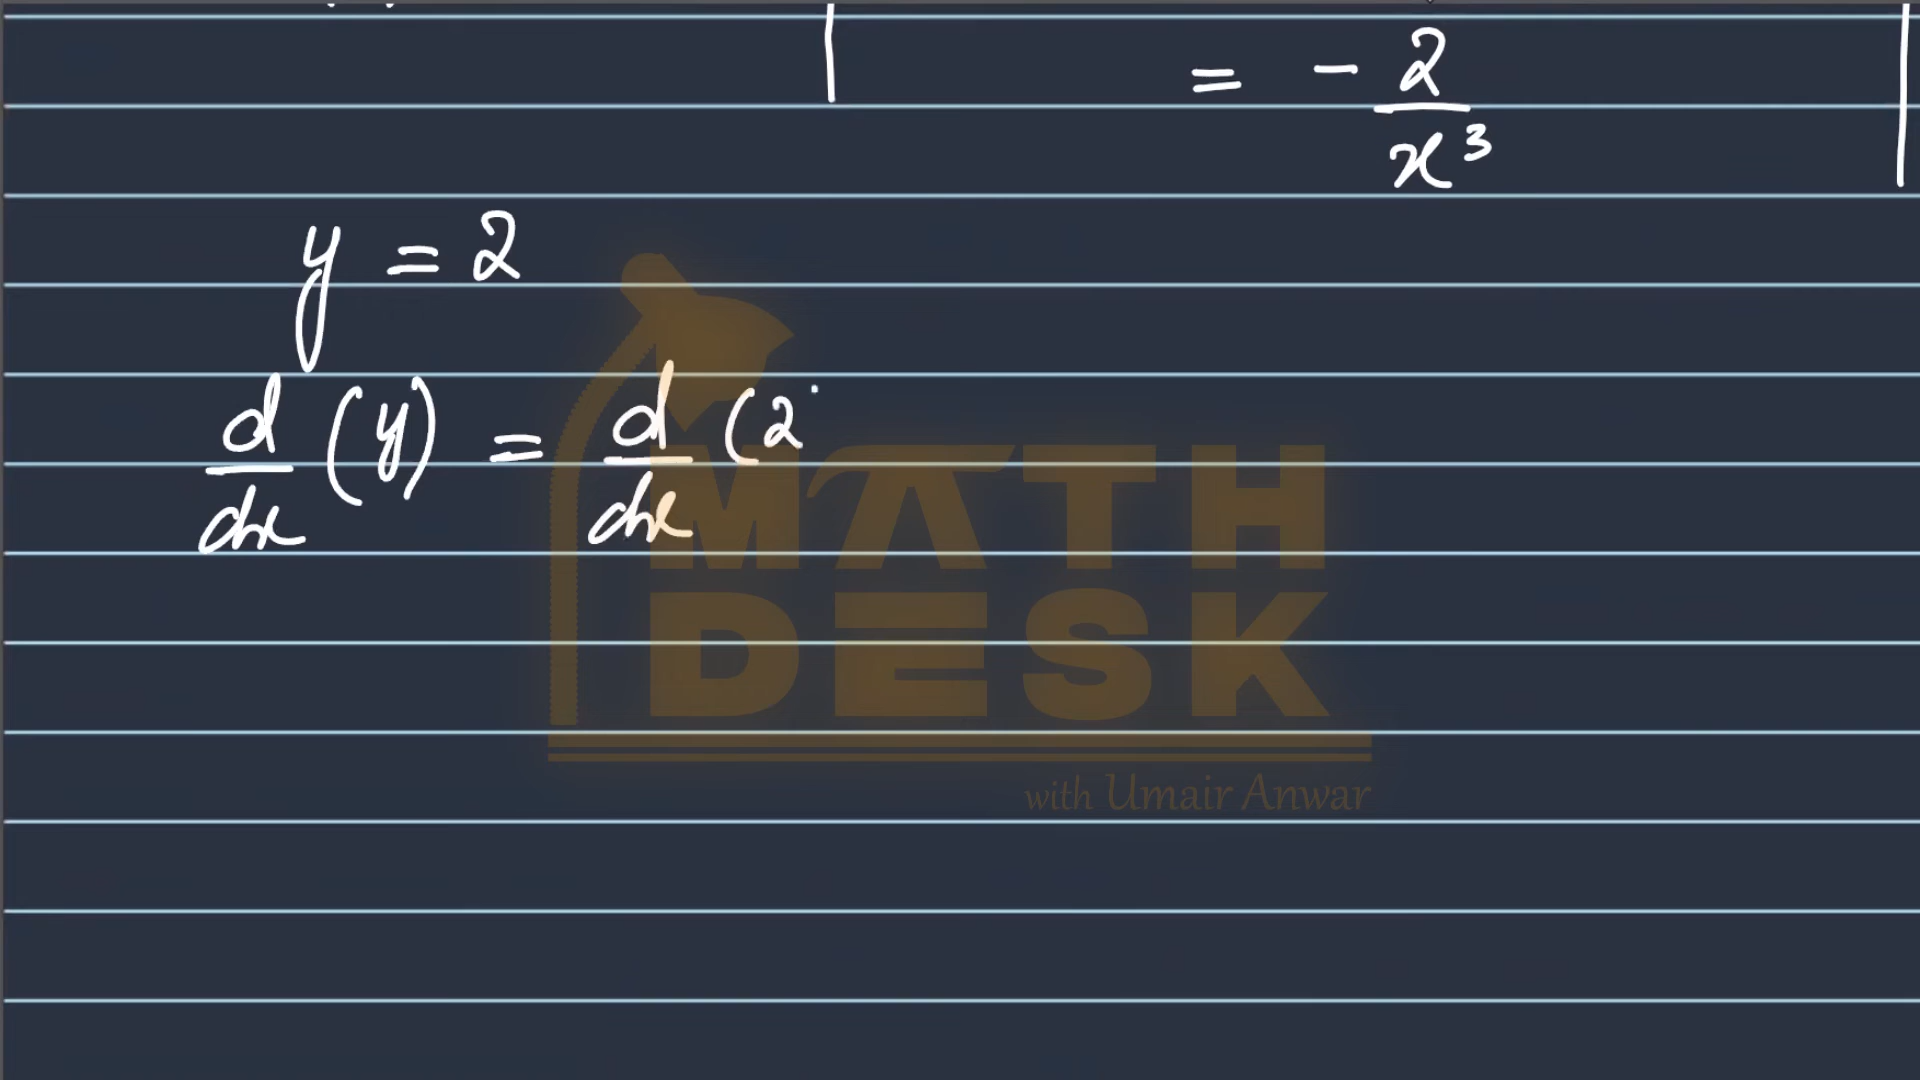 = - 2/x³
y = 2
d/dx (y) = d/dx (2
MATH
DESK
with Umair Anwar